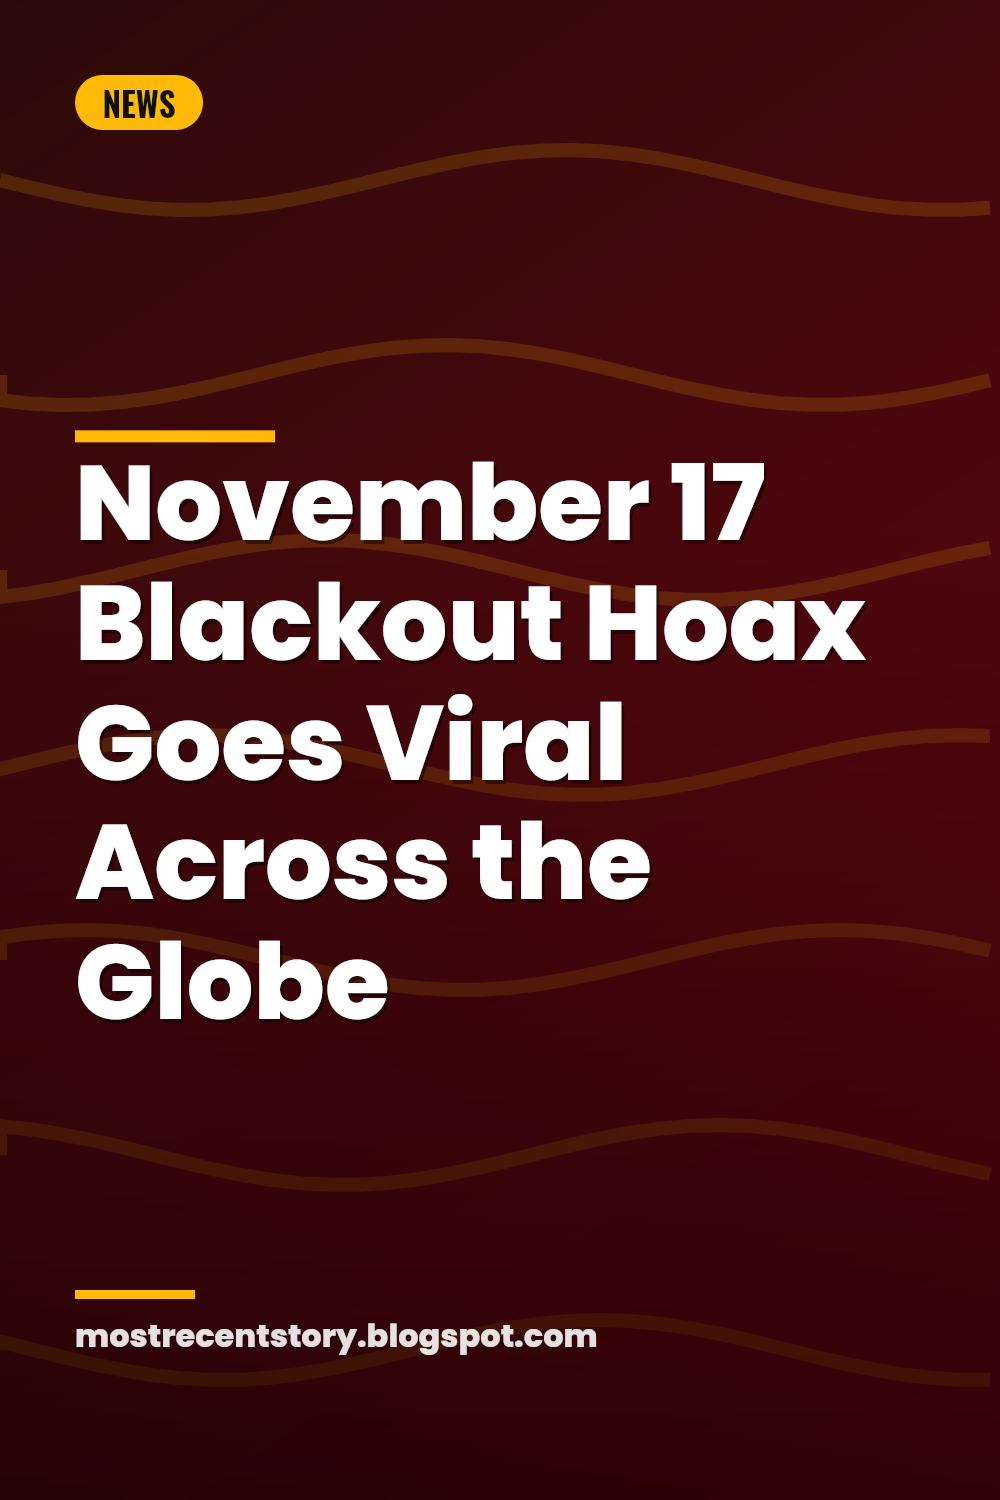 NEWS
November 17
Blackout Hoax
Goes Viral
Across the
Globe
mostrecentstory.blogspot.com